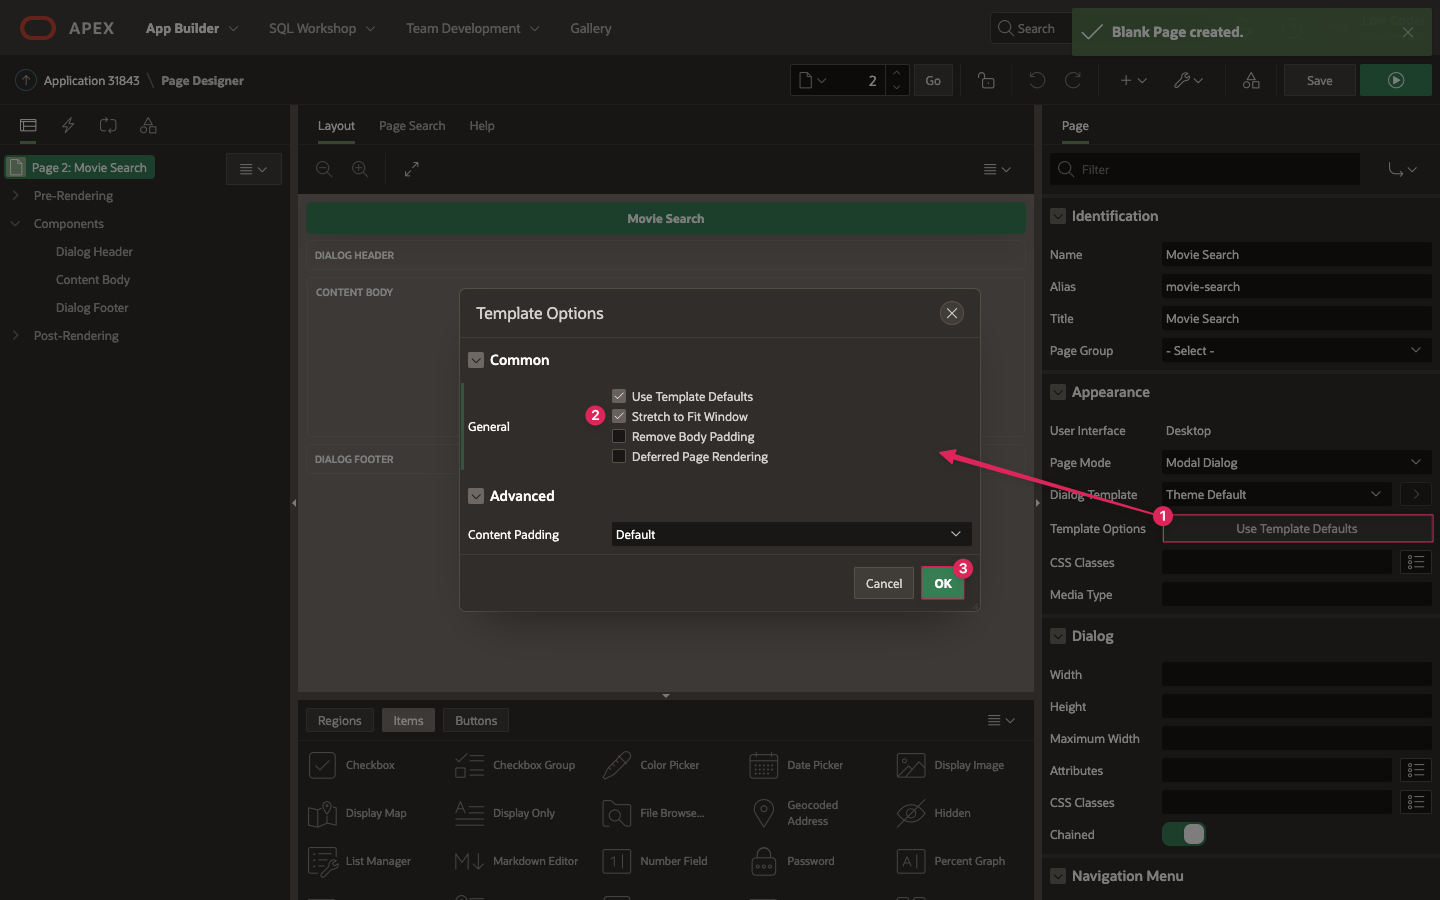 APEX
App Builder
SQL Workshop
Team Development
Gallery
Search
Blank Page created.
Application 31843 \ Page Designer
2
Go
Save
Page 2: Movie Search
Pre-Rendering
Components
Dialog Header
Content Body
Dialog Footer
Post-Rendering
Layout
Page Search
Help
Movie Search
DIALOG HEADER
CONTENT BODY
DIALOG FOOTER
Template Options
Common
General
Use Template Defaults
2
Stretch to Fit Window
Remove Body Padding
Deferred Page Rendering
Advanced
Content Padding
Default
Cancel
OK
3
Regions
Items
Buttons
Checkbox
Checkbox Group
Color Picker
Date Picker
Display Image
Display Map
Display Only
File Browse...
Geocoded
Address
Hidden
List Manager
Markdown Editor
Number Field
Password
Percent Graph
Page
Filter
Identification
Name
Movie Search
Alias
movie-search
Title
Movie Search
Page Group
- Select -
Appearance
User Interface
Desktop
Page Mode
Modal Dialog
Dialog Template
Theme Default
1
Template Options
Use Template Defaults
CSS Classes
Media Type
Dialog
Width
Height
Maximum Width
Attributes
CSS Classes
Chained
Navigation Menu